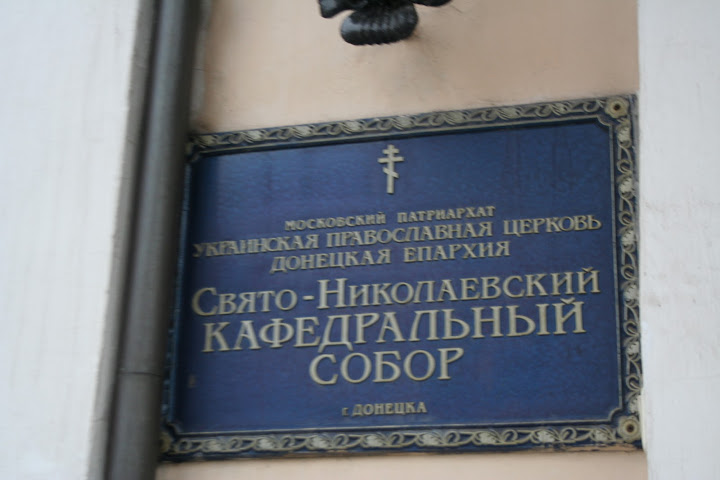 МОСКОВСКИЙ ПАТРИАРХАТ
УКРАИНСКАЯ ПРАВОСЛАВНАЯ ЦЕРКОВЬ
ДОНЕЦКАЯ ЕПАРХИЯ
СВЯТО-НИКОЛАЕВСКИЙ
КАФЕДРАЛЬНЫЙ
СОБОР
г. ДОНЕЦКА